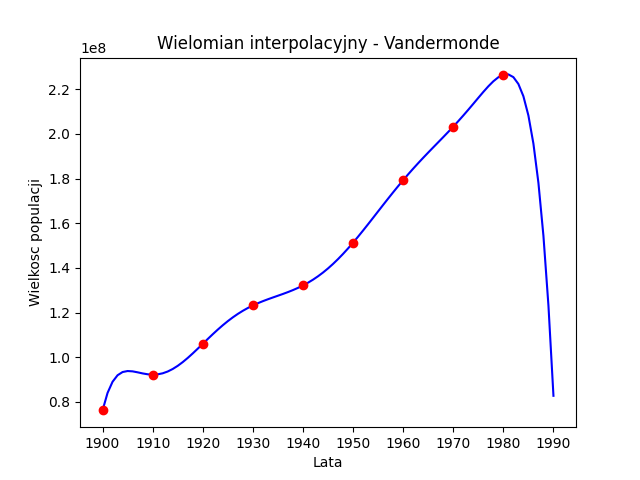 Wielomian interpolacyjny - Vandermonde
1e8
2.2
2.0
1.8
1.6
1.4
1.2
1.0
0.8
Wielkosc populacji
1900 1910 1920 1930 1940 1950 1960 1970 1980 1990
Lata